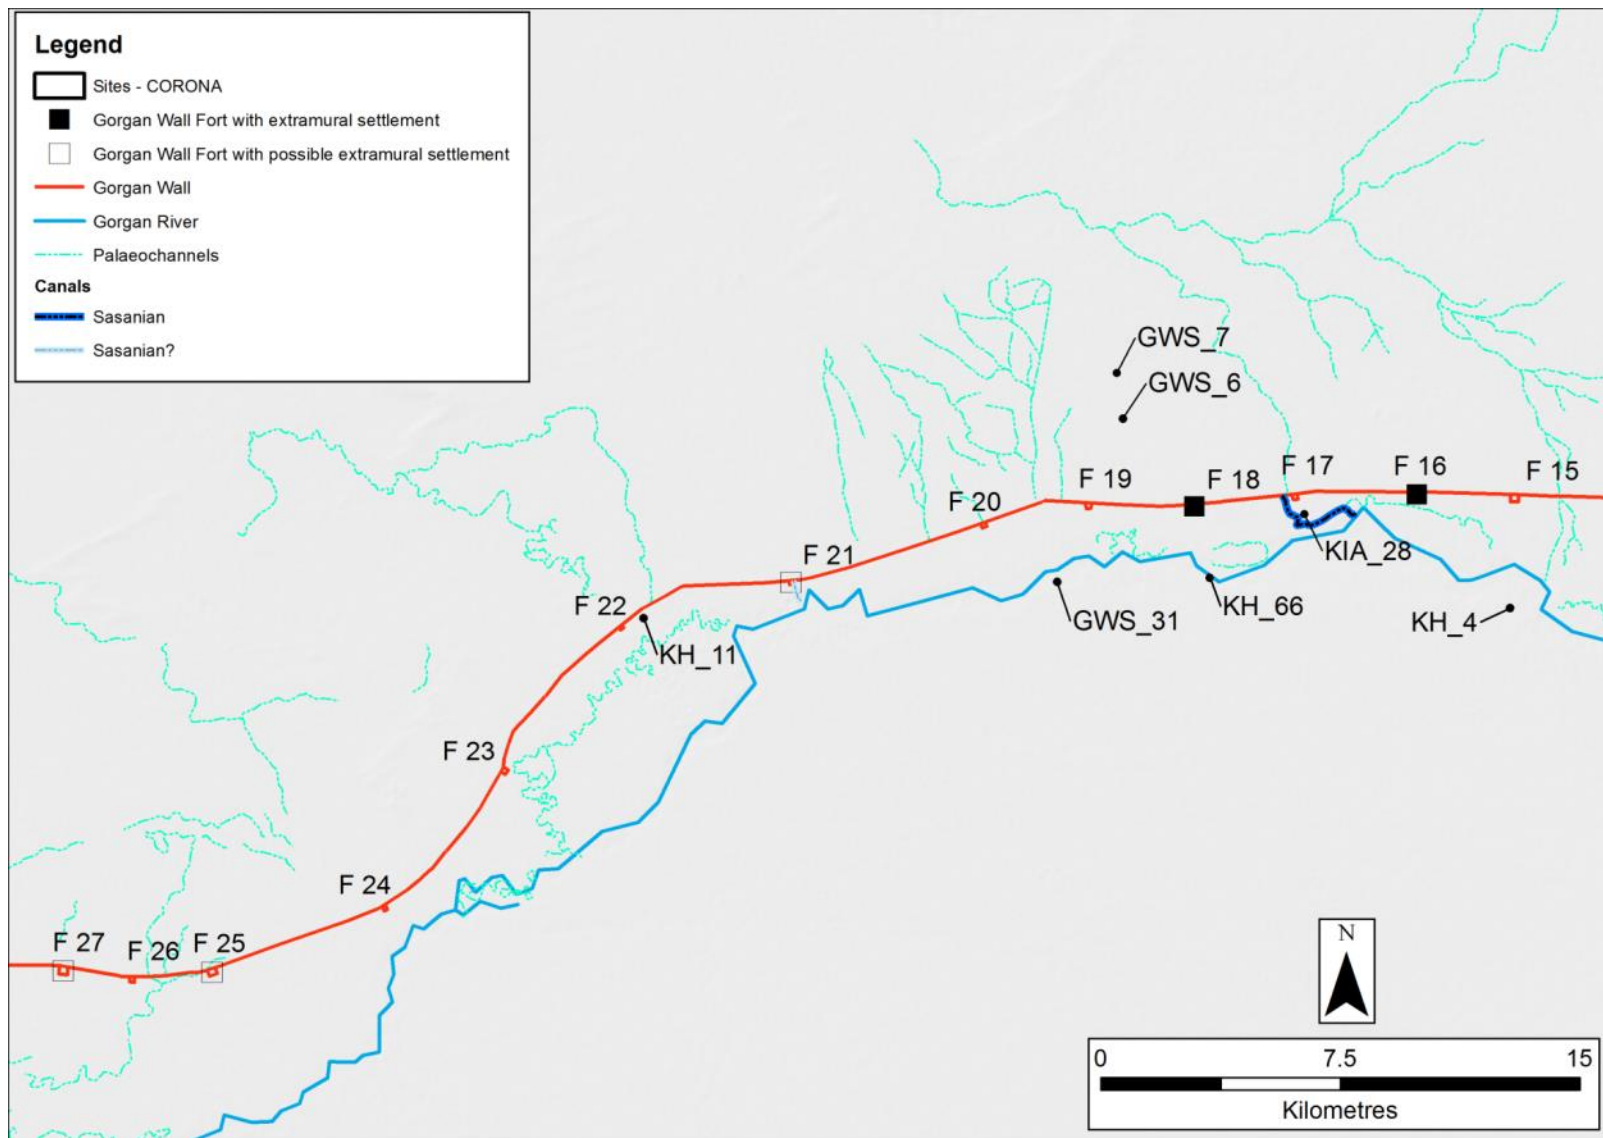 Legend
Sites - CORONA
Gorgan Wall Fort with extramural settlement
Gorgan Wall Fort with possible extramural settlement
Gorgan Wall
Gorgan River
Palaeochannels
Canals
Sasanian
Sasanian?
GWS_7
GWS_6
F 19
F 18
F 17
F 16
F 15
F 20
F 21
KIA_28
F 22
GWS_31
KH_66
KH_4
KH_11
F 23
F 24
F 27
F 26
F 25
N
0 7.5 15
Kilometres